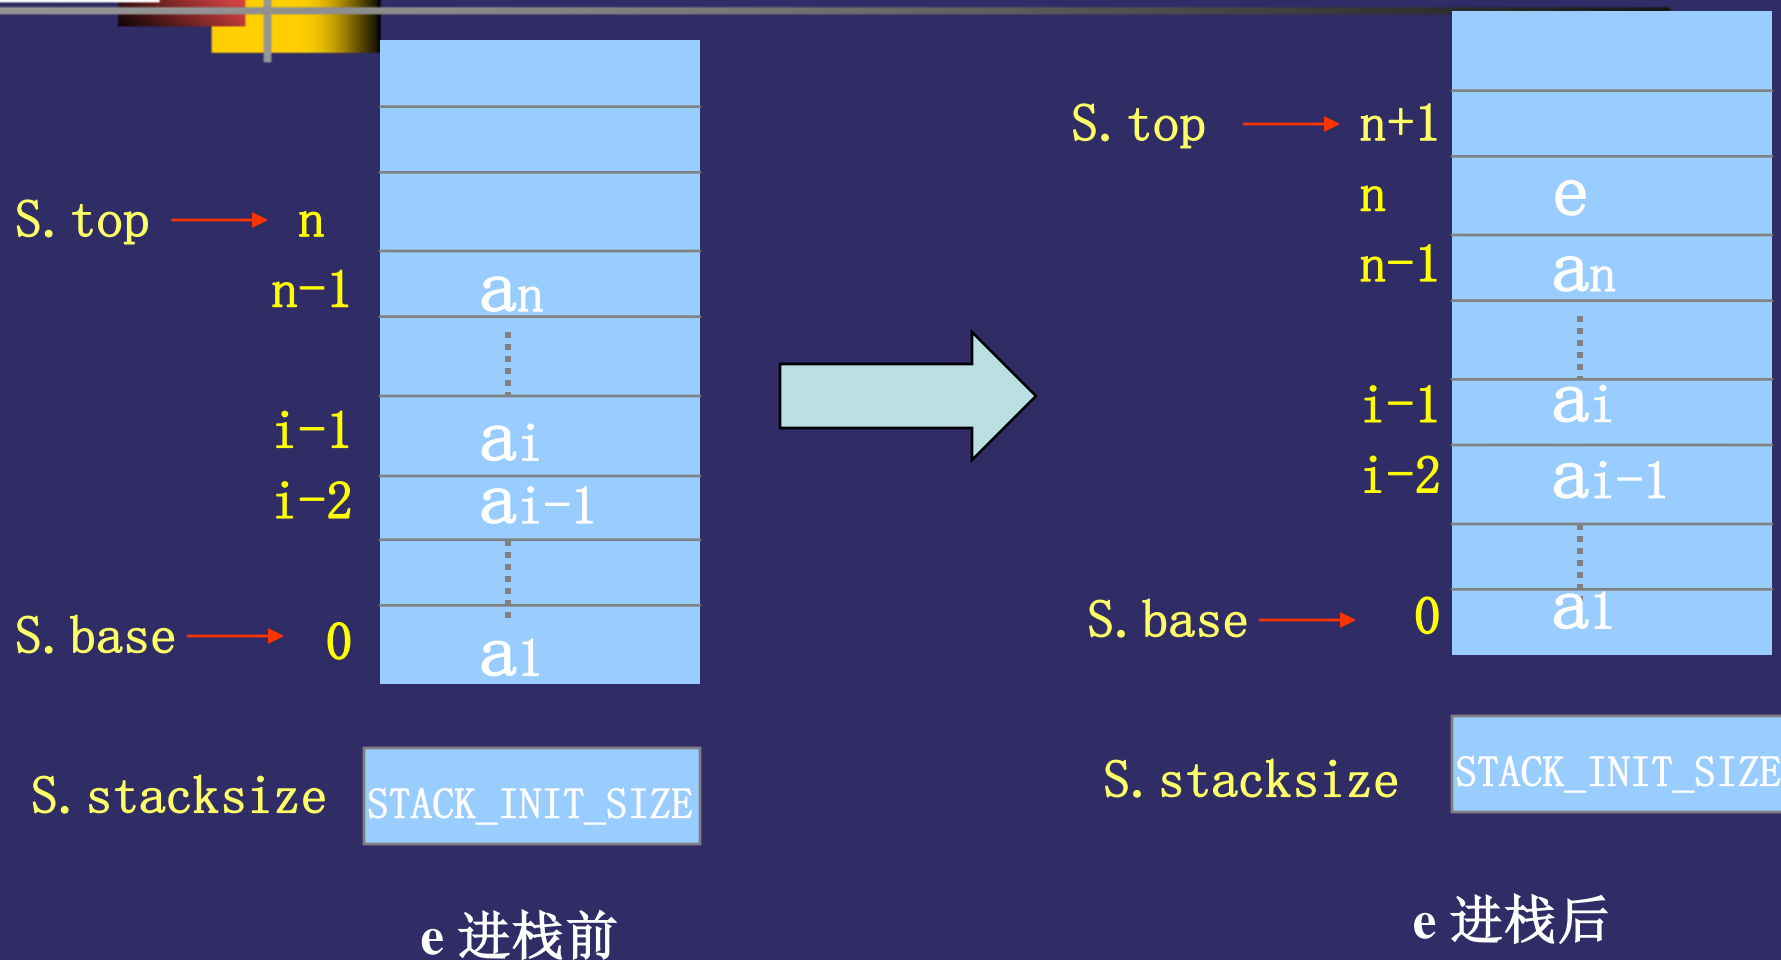 S.top → n
n-1 an
i-1 ai
i-2 ai-1
S.base → 0 a1
S.stacksize STACK_INIT_SIZE
e 进栈前
S.top → n+1
n e
n-1 an
i-1 ai
i-2 ai-1
S.base → 0 a1
S.stacksize STACK_INIT_SIZE
e 进栈后